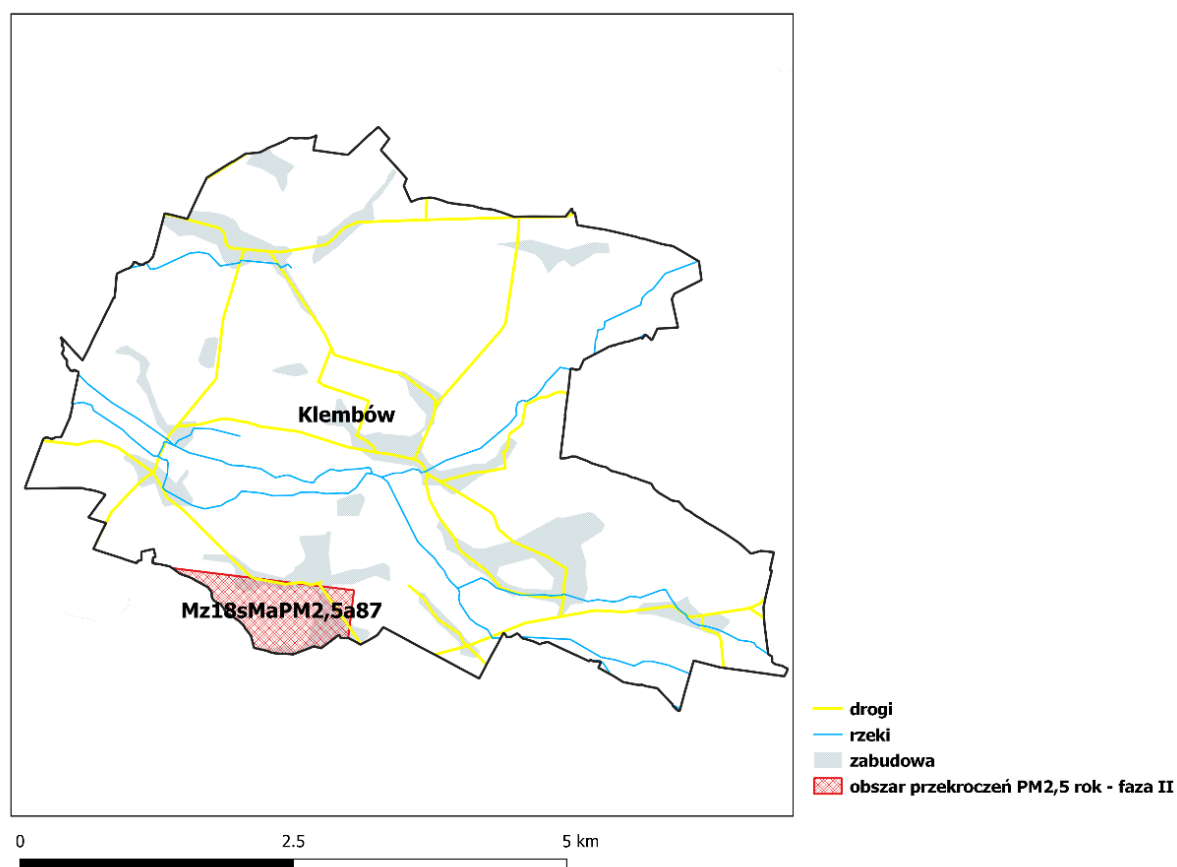 Klembów
Mz18sMaPM2,5a87
drogi
rzeki
zabudowa
obszar przekroczeń PM2,5 rok - faza II
0 2.5 5 km